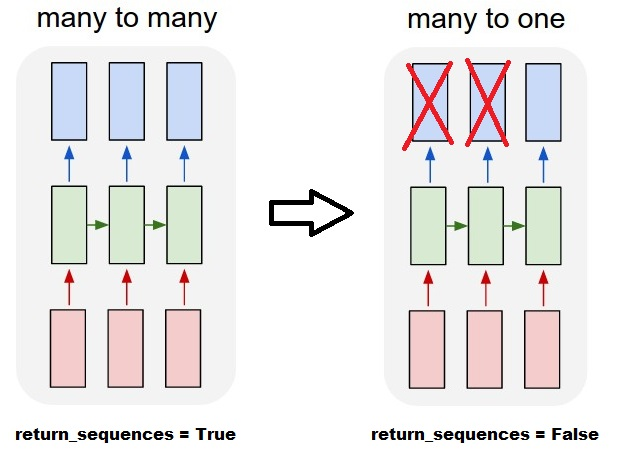 many to many
many to one
return_sequences = True
return_sequences = False